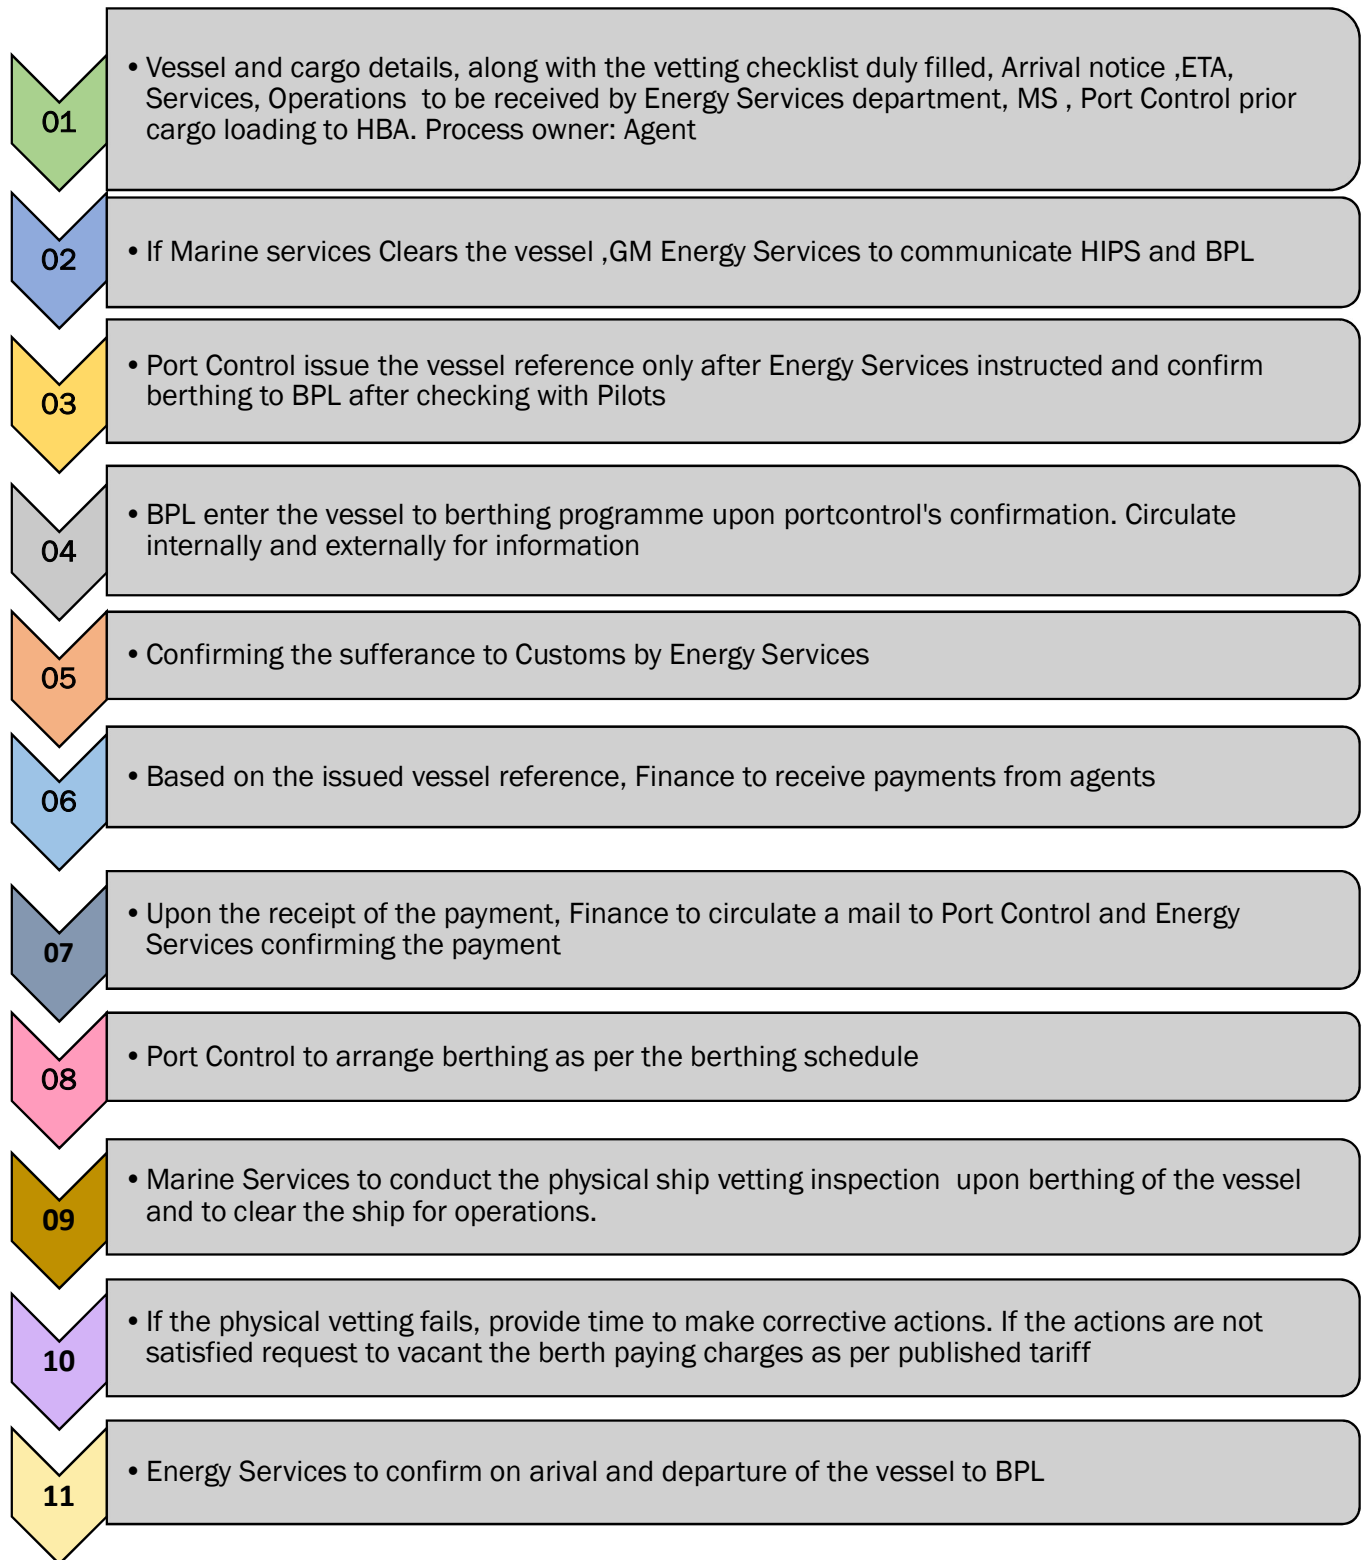 01
• Vessel and cargo details, along with the vetting checklist duly filled, Arrival notice ,ETA,
Services, Operations  to be received by Energy Services department, MS , Port Control prior
cargo loading to HBA. Process owner: Agent
02
• If Marine services Clears the vessel ,GM Energy Services to communicate HIPS and BPL
03
• Port Control issue the vessel reference only after Energy Services instructed and confirm
berthing to BPL after checking with Pilots
04
• BPL enter the vessel to berthing programme upon portcontrol's confirmation. Circulate
internally and externally for information
05
• Confirming the sufferance to Customs by Energy Services
06
• Based on the issued vessel reference, Finance to receive payments from agents
07
• Upon the receipt of the payment, Finance to circulate a mail to Port Control and Energy
Services confirming the payment
08
• Port Control to arrange berthing as per the berthing schedule
09
• Marine Services to conduct the physical ship vetting inspection  upon berthing of the vessel
and to clear the ship for operations.
10
• If the physical vetting fails, provide time to make corrective actions. If the actions are not
satisfied request to vacant the berth paying charges as per published tariff
11
• Energy Services to confirm on arival and departure of the vessel to BPL